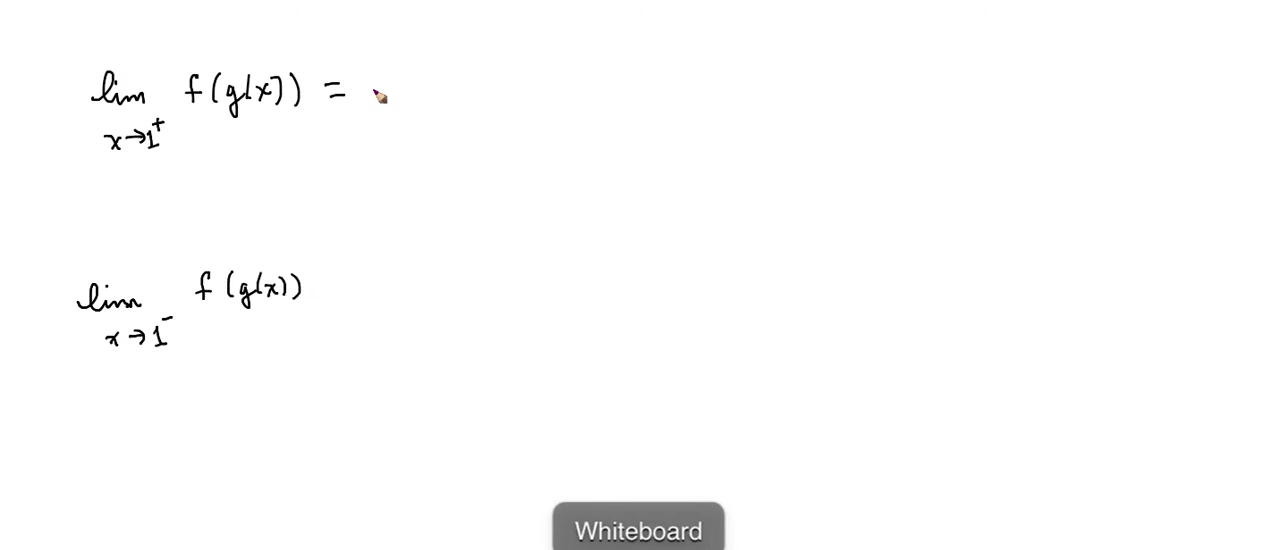 lim f(g(x)) =
x→1⁺
lim f(g(x))
x→1⁻
Whiteboard